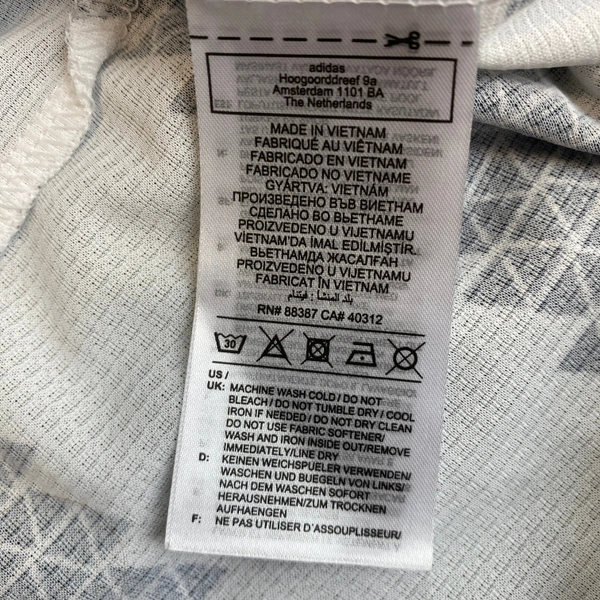 adidas
Hoogoorddreef 9a
Amsterdam 1101 BA
The Netherlands
MADE IN VIETNAM
FABRIQUÉ AU VIÊTNAM
FABRICADO EN VIETNAM
FABRICADO NO VIETNAME
GYÁRTVA: VIETNÁM
ПРОИЗВЕДЕНО ВЪВ ВИЕТНАМ
СДЕЛАНО ВО ВЬЕТНАМЕ
PROIZVEDENO U VIJETNAMU
VİETNAM'DA İMAL EDİLMİŞTİR.
ВЬЕТНАМДА ЖАСАЛҒАН
PROIZVEDENO U VIJETNAMU
FABRICAT ÎN VIETNAM
بلد المنشأ : فيتنام
RN# 88387 CA# 40312
30
US /
UK: MACHINE WASH COLD / DO NOT
BLEACH / DO NOT TUMBLE DRY / COOL
IRON IF NEEDED / DO NOT DRY CLEAN
DO NOT USE FABRIC SOFTENER/
WASH AND IRON INSIDE OUT/REMOVE
IMMEDIATELY/LINE DRY
D: KEINEN WEICHSPUELER VERWENDEN/
WASCHEN UND BUEGELN VON LINKS/
NACH DEM WASCHEN SOFORT
HERAUSNEHMEN/ZUM TROCKNEN
AUFHAENGEN
F: NE PAS UTILISER D'ASSOUPLISSEUR/